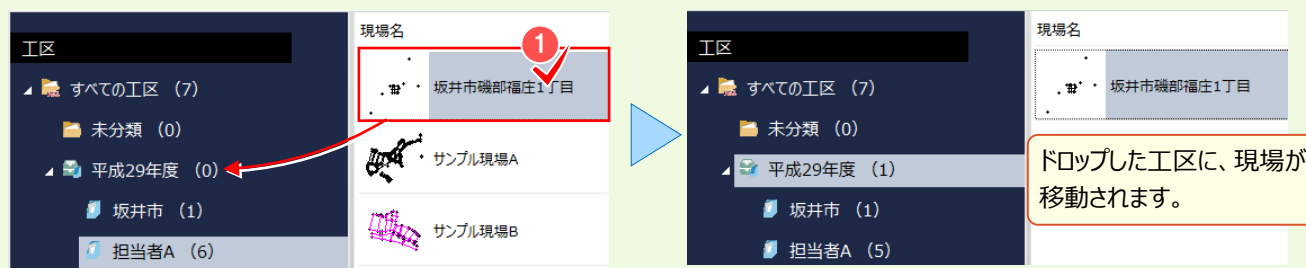 工区
すべての工区 （7）
未分類 （0）
平成29年度 （0）
坂井市 （1）
担当者A （6）
現場名
1
坂井市磯部福庄1丁目
サンプル現場A
サンプル現場B
工区
すべての工区 （7）
未分類 （0）
平成29年度 （1）
坂井市 （1）
担当者A （5）
現場名
坂井市磯部福庄1丁目
ドロップした工区に、現場が
移動されます。